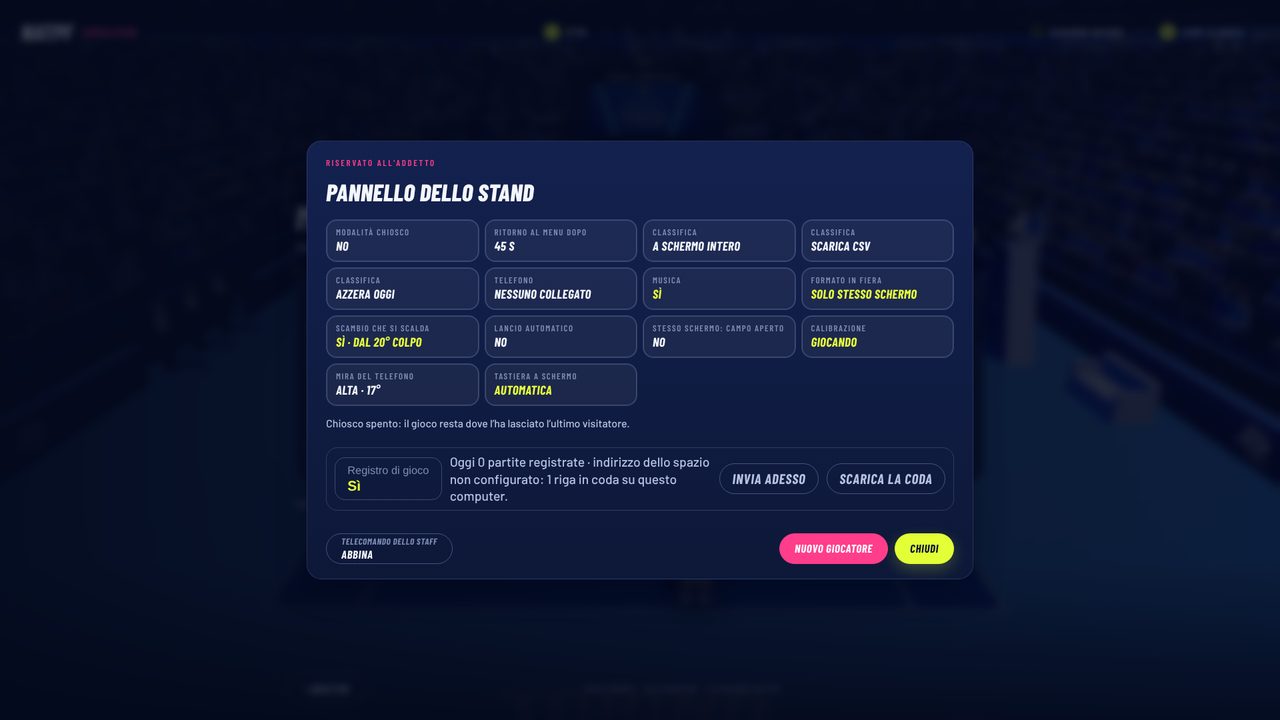 RISERVATO ALL'ADDETTO
PANNELLO DELLO STAND
MODALITÀ CHIOSCO
NO
RITORNO AL MENU DOPO
45 S
CLASSIFICA
A SCHERMO INTERO
CLASSIFICA
SCARICA CSV
CLASSIFICA
AZZERA OGGI
TELEFONO
NESSUNO COLLEGATO
MUSICA
SÌ
FORMATO IN FIERA
SOLO STESSO SCHERMO
SCAMBIO CHE SI SCALDA
SÌ · DAL 20° COLPO
LANCIO AUTOMATICO
NO
STESSO SCHERMO: CAMPO APERTO
NO
CALIBRAZIONE
GIOCANDO
MIRA DEL TELEFONO
ALTA · 17°
TASTIERA A SCHERMO
AUTOMATICA
Chiosco spento: il gioco resta dove l'ha lasciato l'ultimo visitatore.
Registro di gioco
Sì
Oggi 0 partite registrate · indirizzo dello spazio
non configurato: 1 riga in coda su questo
computer.
INVIA ADESSO
SCARICA LA CODA
TELECOMANDO DELLO STAFF
ABBINA
NUOVO GIOCATORE
CHIUDI